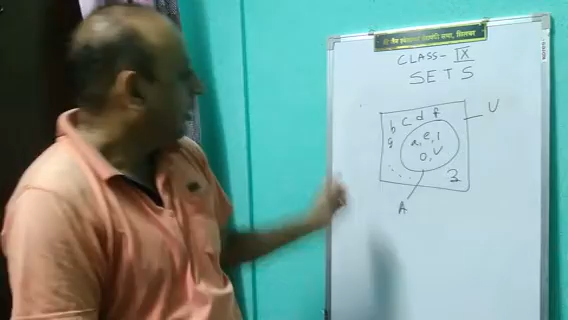 CLASS- IX
SETS
U
b c d f
g a, e, i
o, u
z
A